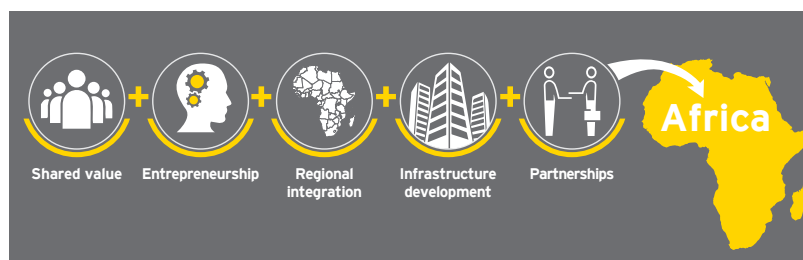 Africa
Shared value
Entrepreneurship
Regional
integration
Infrastructure
development
Partnerships